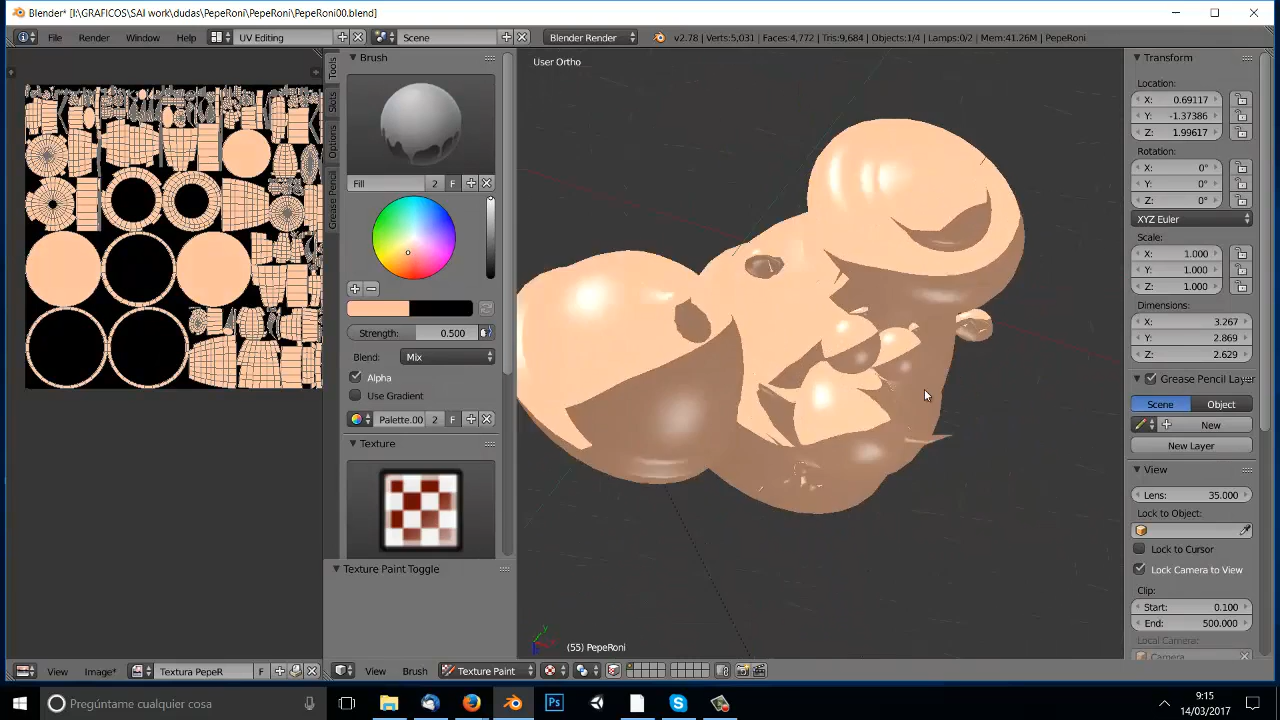 Blender* [I:\GRAFICOS\SAI work\dudas\PepeRoni\PepeRoni\PepeRoni00.blend]
File Render Window Help UV Editing Scene Blender Render v2.78 | Verts:5,031 | Faces:4,772 | Tris:9,684 | Objects:1/4 | Lamps:0/2 | Mem:41.26M | PepeRoni
Tools
Slots
Options
Grease Pencil
Brush
Fill 2 F
Strength: 0.500
Blend: Mix
Alpha
Use Gradient
Palette.00 2 F
Texture
Texture Paint Toggle
User Ortho
(55) PepeRoni
Transform
Location:
X: 0.69117
Y: -1.37386
Z: 1.99617
Rotation:
X: 0°
Y: 0°
Z: 0°
XYZ Euler
Scale:
X: 1.000
Y: 1.000
Z: 1.000
Dimensions:
X: 3.267
Y: 2.869
Z: 2.629
Grease Pencil Layer
Scene Object
New
New Layer
View
Lens: 35.000
Lock to Object:
Lock to Cursor
Lock Camera to View
Clip:
Start: 0.100
End: 500.000
Local Camera:
Camera
View Image* Textura PepeR F
View Brush Texture Paint
Pregúntame cualquier cosa
Ps
9:15
14/03/2017